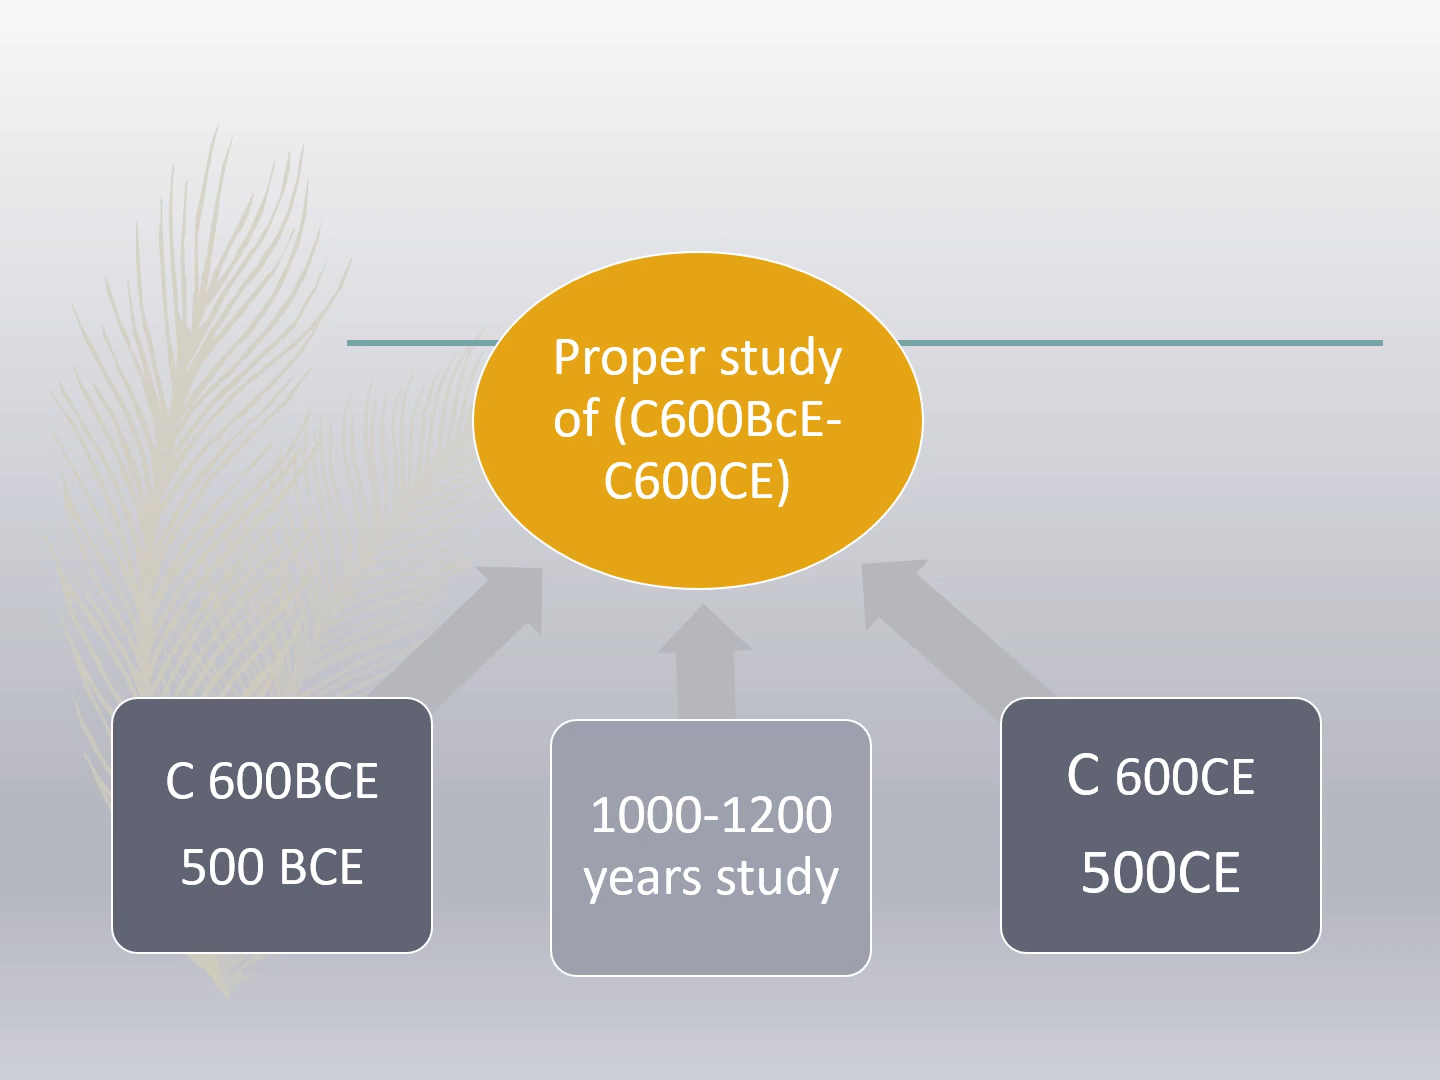 Proper study
of (C600BcE-
C600CE)
C 600BCE
500 BCE
1000-1200
years study
C 600CE
500CE